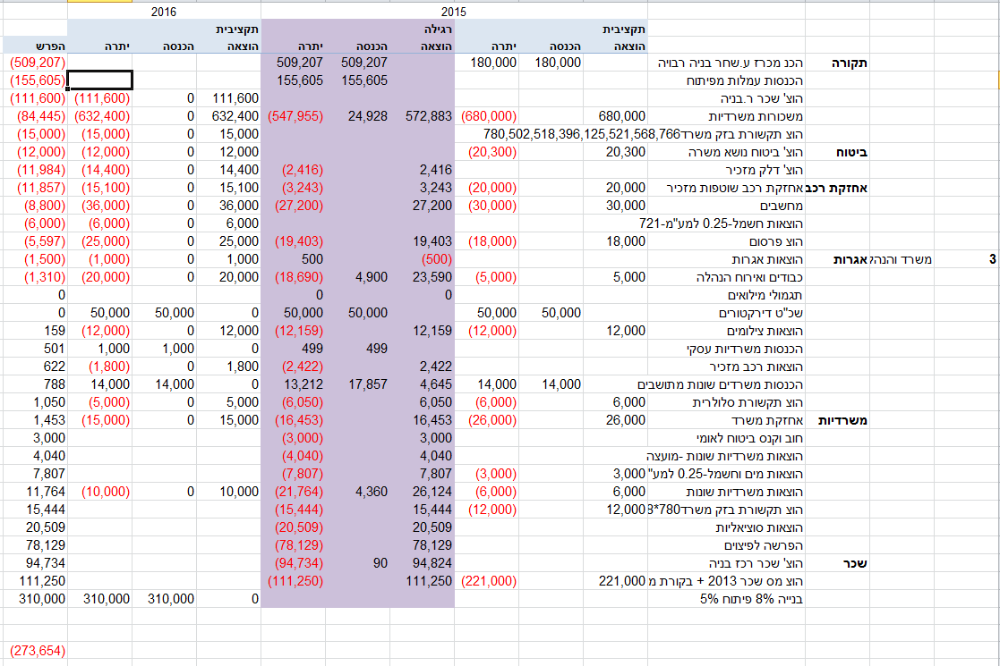 2015 2016
תקציבית רגילה תקציבית
הוצאה הכנסה יתרה הוצאה הכנסה יתרה הוצאה הכנסה יתרה הפרש
תקורה הכנ מכרז ע.שחר בניה רבויה 180,000 180,000 509,207 509,207 (509,207)
הכנסות עמלות מפיתוח 155,605 155,605 (155,605)
הוצ' שכר ר.בניה 111,600 0 (111,600) (111,600)
משכורות משרדיות 680,000 (680,000) 572,883 24,928 (547,955) 632,400 0 (632,400) (84,445)
הוצ תקשורת בזק משרד780,502,518,396,125,521,568,766 15,000 0 (15,000) (15,000)
ביטוח הוצ' ביטוח נושא משרה 20,300 (20,300) 12,000 0 (12,000) (12,000)
הוצ' דלק מזכיר 2,416 (2,416) 14,400 0 (14,400) (11,984)
אחזקת רכב אחזקת רכב שוטפות מזכיר 20,000 (20,000) 3,243 (3,243) 15,100 0 (15,100) (11,857)
מחשבים 30,000 (30,000) 27,200 (27,200) 36,000 0 (36,000) (8,800)
הוצאות חשמל-0.25 למע"מ-721 6,000 0 (6,000) (6,000)
הוצ פרסום 18,000 (18,000) 19,403 (19,403) 25,000 0 (25,000) (5,597)
3 משרד והנהל אגרות הוצאות אגרות (500) 500 1,000 0 (1,000) (1,500)
כבודים ואירוח הנהלה 5,000 (5,000) 23,590 4,900 (18,690) 20,000 0 (20,000) (1,310)
תגמולי מילואים 0 0 0
שכ"ט דירקטורים 50,000 50,000 50,000 50,000 0 50,000 50,000 0
הוצאות צילומים 12,000 (12,000) 12,159 (12,159) 12,000 0 (12,000) 159
הכנסות משרדיות עסקי 499 499 0 1,000 1,000 501
הוצאות רכב מזכיר 2,422 (2,422) 1,800 0 (1,800) 622
הכנסות משרדים שונות מתושבים 14,000 14,000 4,645 17,857 13,212 0 14,000 14,000 788
הוצ תקשורת סלולרית 6,000 (6,000) 6,050 (6,050) 5,000 0 (5,000) 1,050
משרדיות אחזקת משרד 26,000 (26,000) 16,453 (16,453) 15,000 0 (15,000) 1,453
חוב וקנס ביטוח לאומי 3,000 (3,000) 3,000
הוצאות משרדיות שונות -מועצה 4,040 (4,040) 4,040
הוצאות מים וחשמל-0.25 למע" 3,000 (3,000) 7,807 (7,807) 7,807
הוצאות משרדיות שונות 6,000 (6,000) 26,124 4,360 (21,764) 10,000 0 (10,000) 11,764
הוצ תקשורת בזק משרד780*8 12,000 (12,000) 15,444 (15,444) 15,444
הוצאות סוציאליות 20,509 (20,509) 20,509
הפרשה לפיצוים 78,129 (78,129) 78,129
שכר הוצ' שכר רכז בניה 94,824 90 (94,734) 94,734
הוצ מס שכר 2013 + בקורת מ 221,000 (221,000) 111,250 (111,250) 111,250
בנייה 8% פיתוח 5% 0 310,000 310,000 310,000
(273,654)